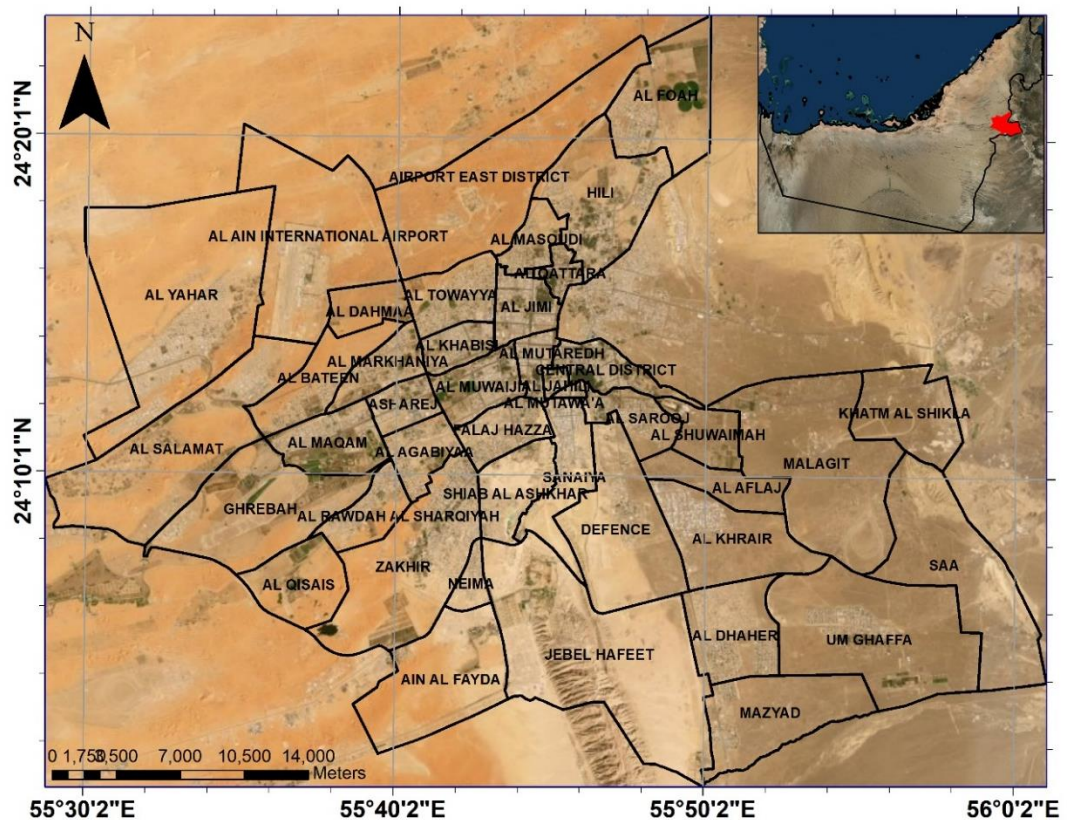 N
24°20'1"N
24°10'1"N
AL FOAH
AIRPORT EAST DISTRICT
HILI
AL AIN INTERNATIONAL AIRPORT
AL MASOUDI
AL QATTARA
AL YAHAR
AL TOWAYYA
AL DAHMAA
AL JIMI
AL KHABISI
AL MUTAREDH
AL MARKHANIYA
CENTRAL DISTRICT
AL BATEEN
AL MUWAIJI
AL JAHILI
ASHAREJ
AL MUTAWA'A
AL SAROOJ
KHATM AL SHIKLA
FALAJ HAZZA
AL SHUWAIMAH
AL SALAMAT
AL MAQAM
AL AGABIYAA
MALAGIT
SANAIYA
AL AFLAJ
SHIAB AL ASHKHAR
GHREBAH
AL RAWDAH AL SHARQIYAH
DEFENCE
AL KHRAIR
ZAKHIR
SAA
AL QISAIS
NEIMA
AL DHAHER
UM GHAFFA
JEBEL HAFEET
AIN AL FAYDA
MAZYAD
0 1,750 3,500 7,000 10,500 14,000
Meters
55°30'2"E 55°40'2"E 55°50'2"E 56°0'2"E